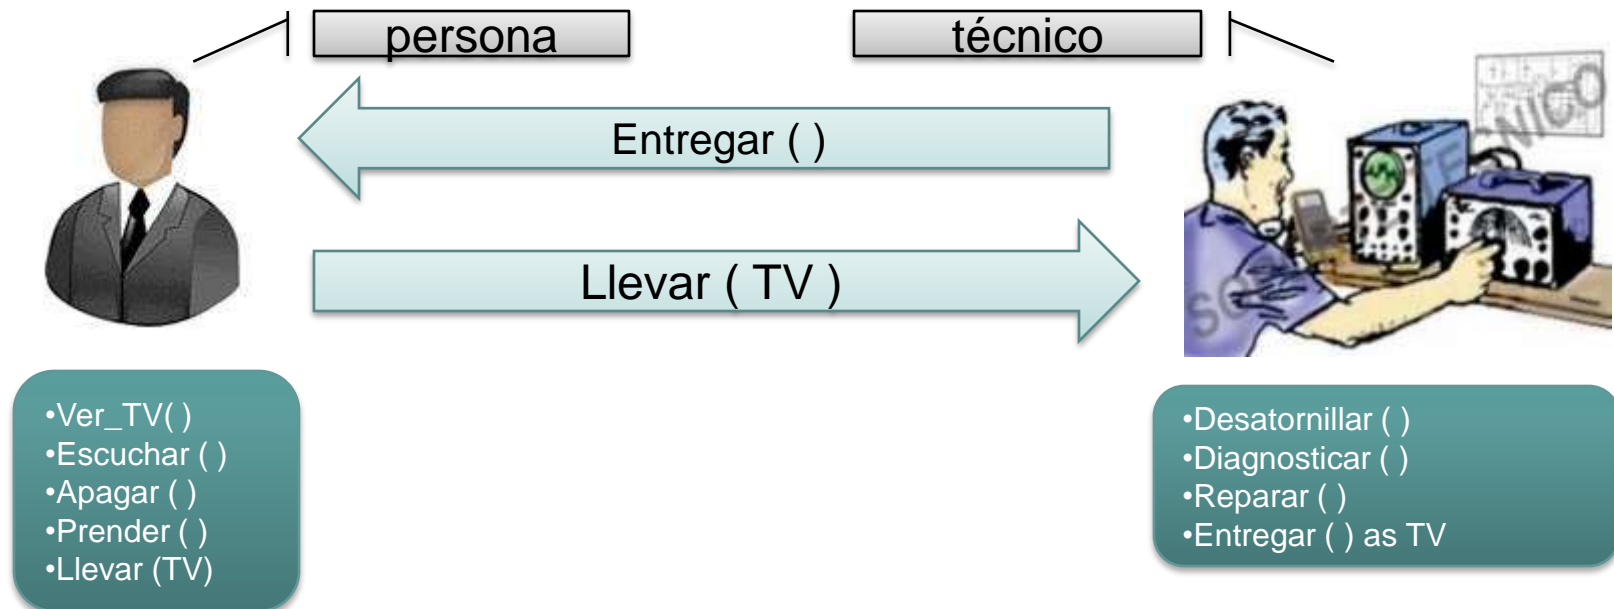 persona
técnico
Entregar ( )
Llevar ( TV )
•Ver_TV( )
•Escuchar ( )
•Apagar ( )
•Prender ( )
•Llevar (TV)
•Desatornillar ( )
•Diagnosticar ( )
•Reparar ( )
•Entregar ( ) as TV